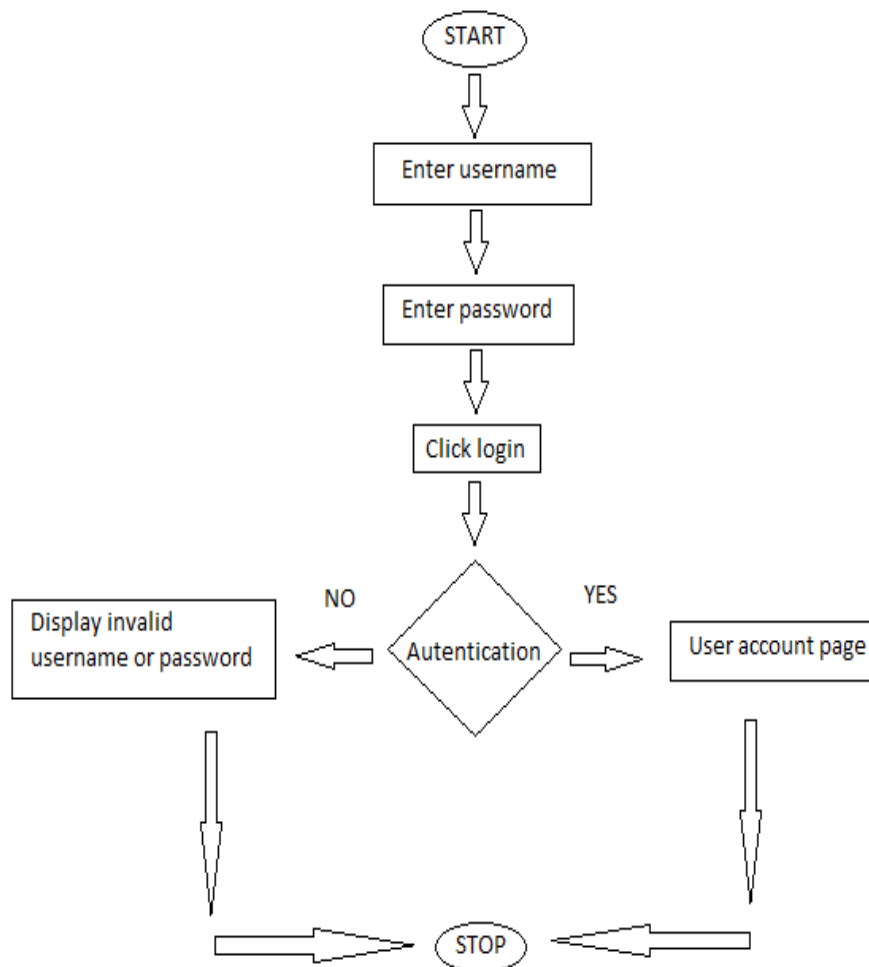 START
Enter username
Enter password
Click login
NO
YES
Display invalid
username or password
Autentication
User account page
STOP